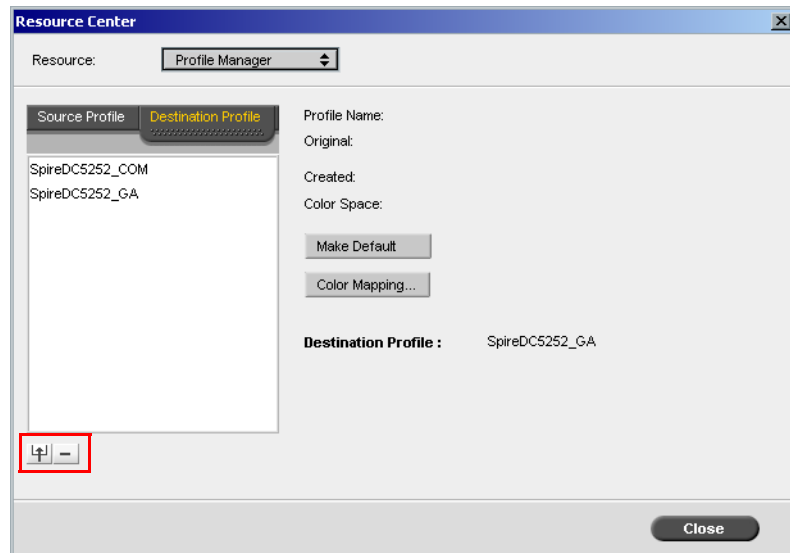 Resource Center
Resource:
Profile Manager
Source Profile
Destination Profile
SpireDC5252_COM
SpireDC5252_GA
Profile Name:
Original:
Created:
Color Space:
Make Default
Color Mapping...
Destination Profile : SpireDC5252_GA
Close